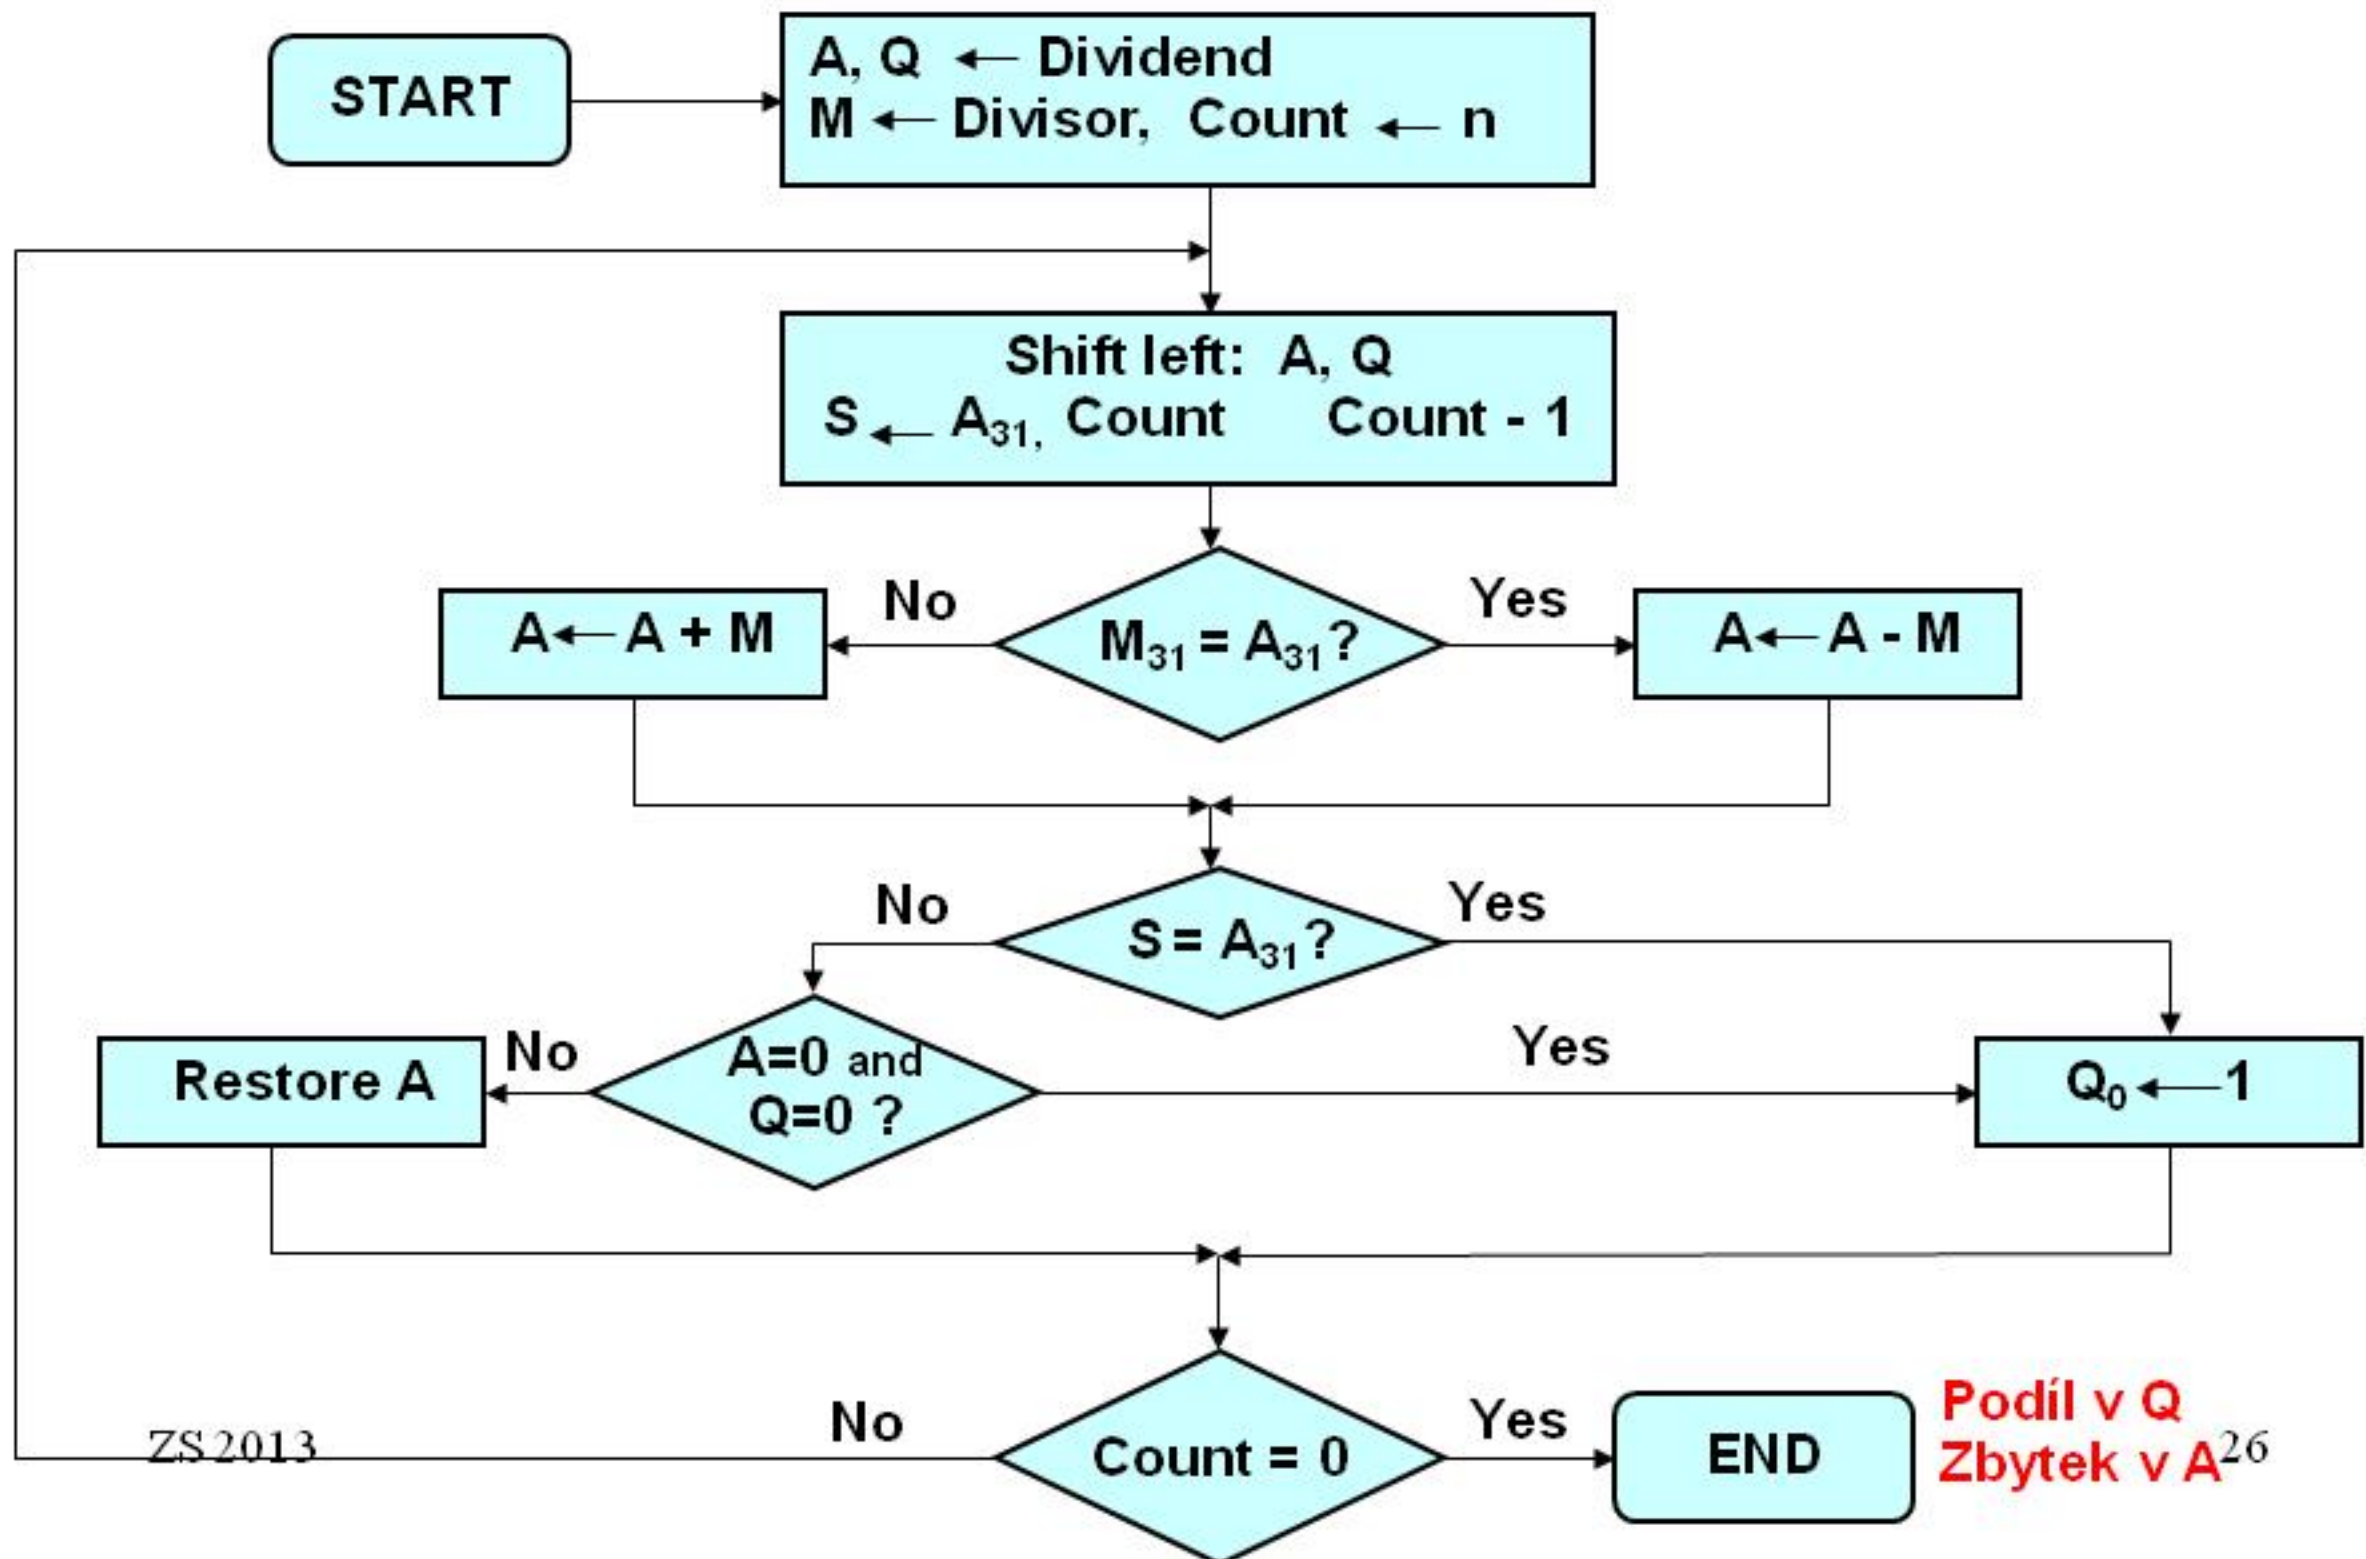 START
A, Q ← Dividend
M ← Divisor, Count ← n
Shift left: A, Q
S ← A31, Count Count - 1
No
Yes
A ← A + M
M31 = A31?
A ← A - M
No
Yes
S = A31?
No
A=0 and
Q=0 ?
Yes
Restore A
Q0 ← 1
No
Yes
Count = 0
END
Podíl v Q
Zbytek v A
ZS 2013
26